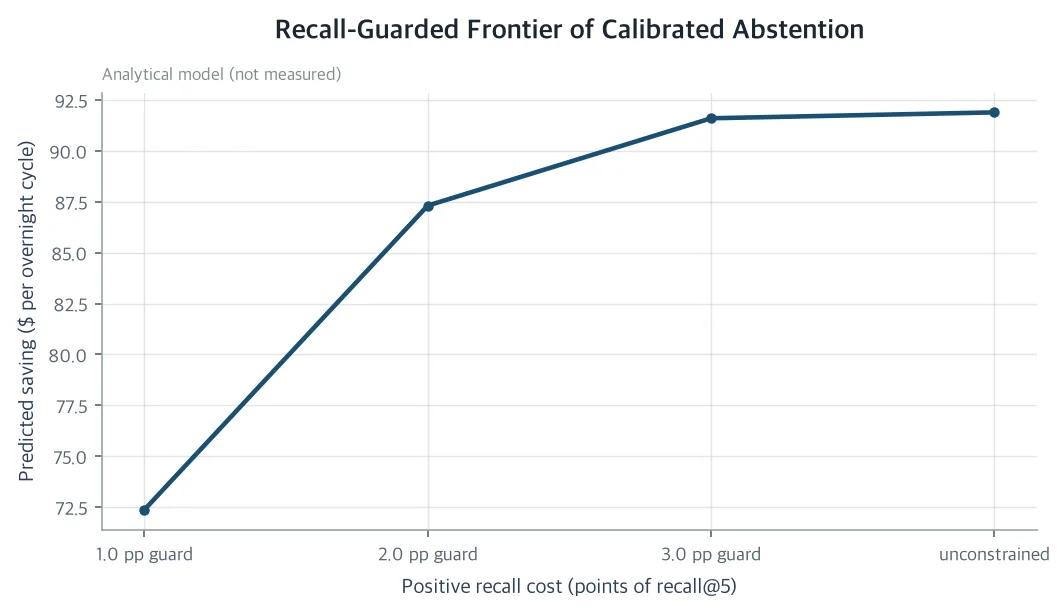 Recall-Guarded Frontier of Calibrated Abstention
Analytical model (not measured)
Predicted saving ($ per overnight cycle)
92.5
90.0
87.5
85.0
82.5
80.0
77.5
75.0
72.5
1.0 pp guard
2.0 pp guard
3.0 pp guard
unconstrained
Positive recall cost (points of recall@5)